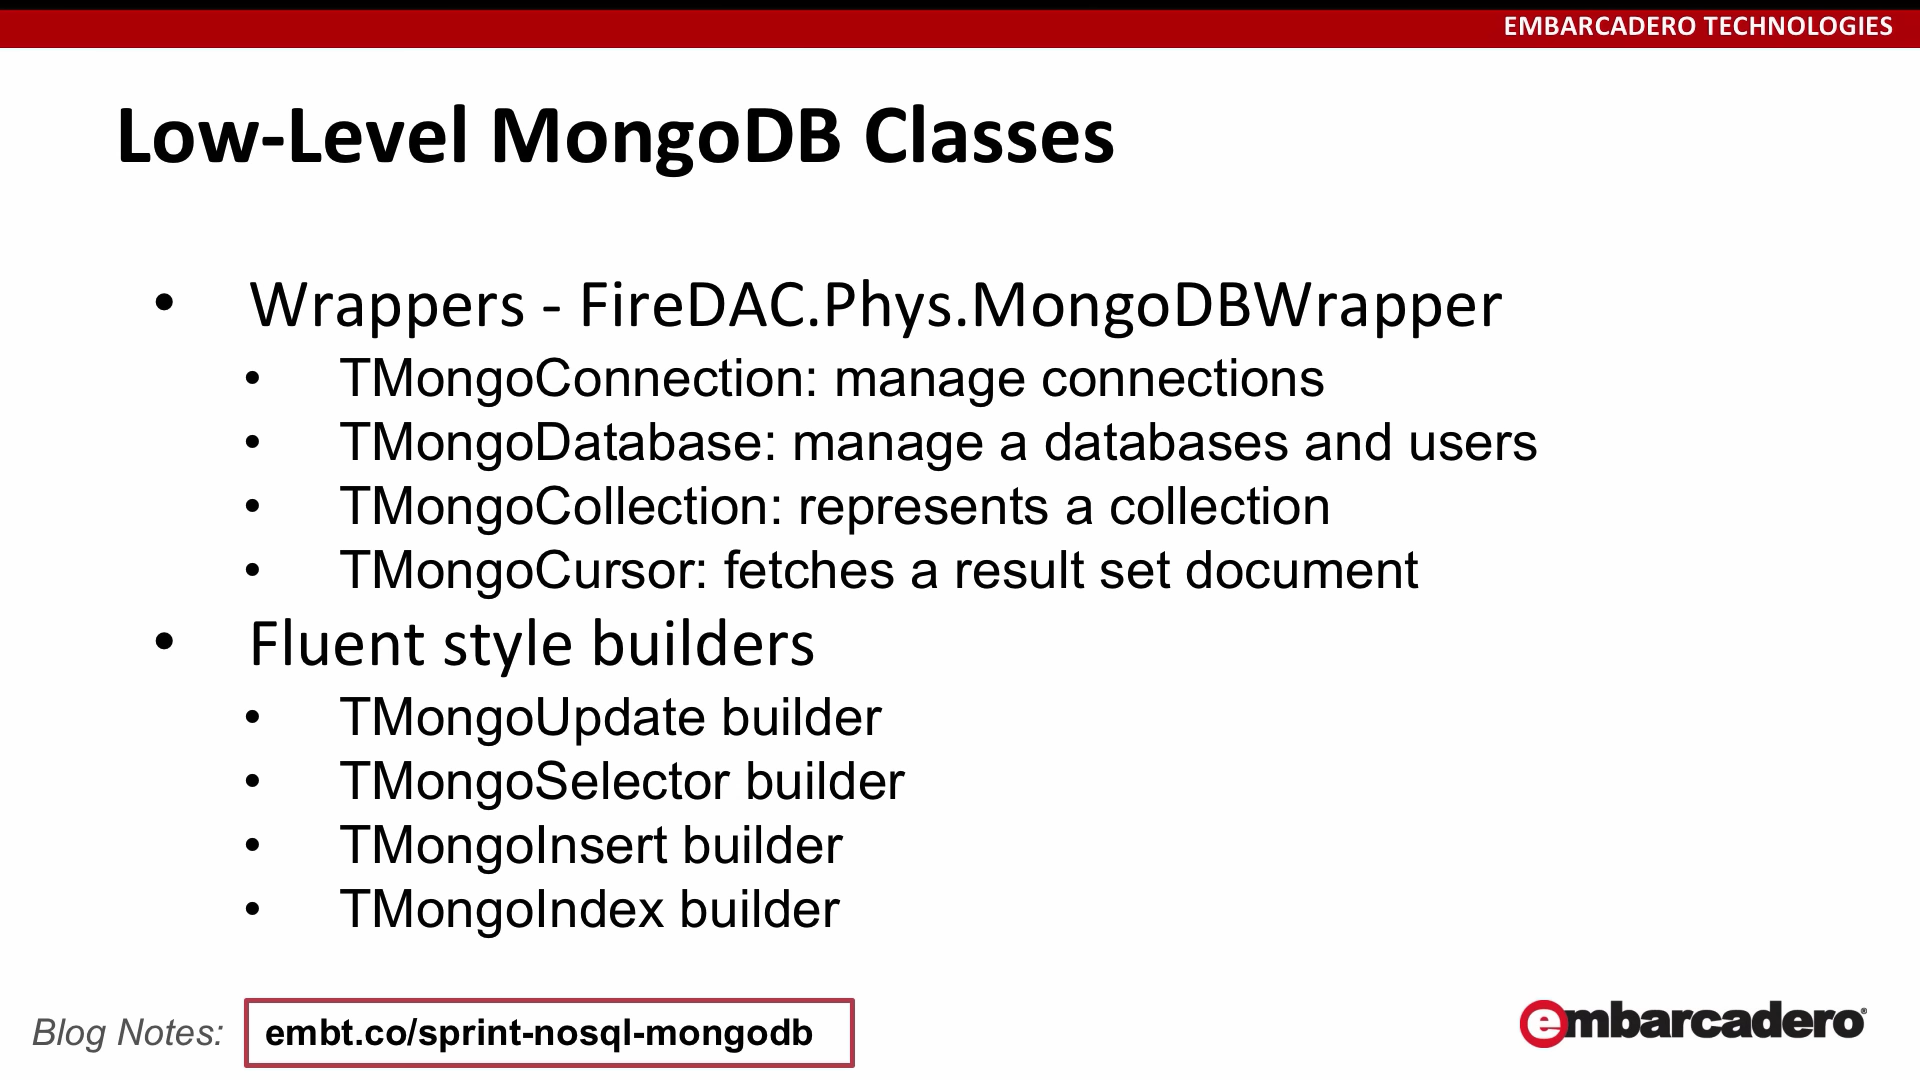 EMBARCADERO TECHNOLOGIES
Low-Level MongoDB Classes
• Wrappers - FireDAC.Phys.MongoDBWrapper
• TMongoConnection: manage connections
• TMongoDatabase: manage a databases and users
• TMongoCollection: represents a collection
• TMongoCursor: fetches a result set document
• Fluent style builders
• TMongoUpdate builder
• TMongoSelector builder
• TMongoInsert builder
• TMongoIndex builder
Blog Notes: embt.co/sprint-nosql-mongodb
embarcadero®